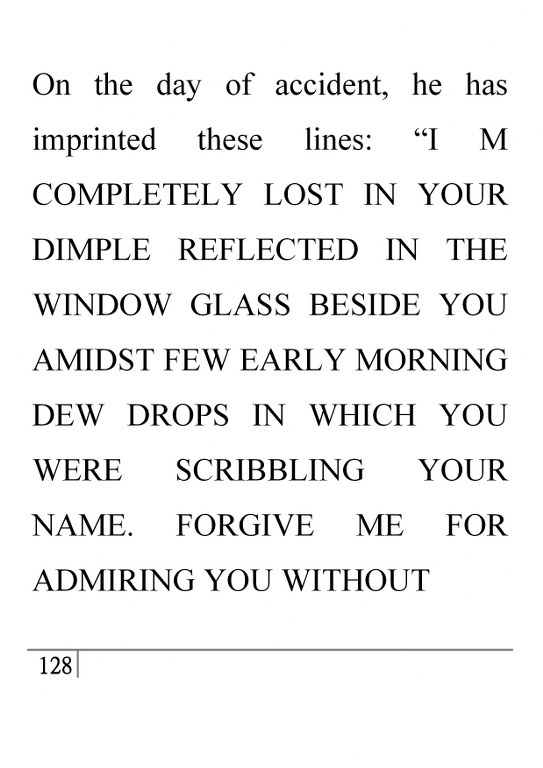 On the day of accident, he has
imprinted these lines: “I M
COMPLETELY LOST IN YOUR
DIMPLE REFLECTED IN THE
WINDOW GLASS BESIDE YOU
AMIDST FEW EARLY MORNING
DEW DROPS IN WHICH YOU
WERE SCRIBBLING YOUR
NAME. FORGIVE ME FOR
ADMIRING YOU WITHOUT
128